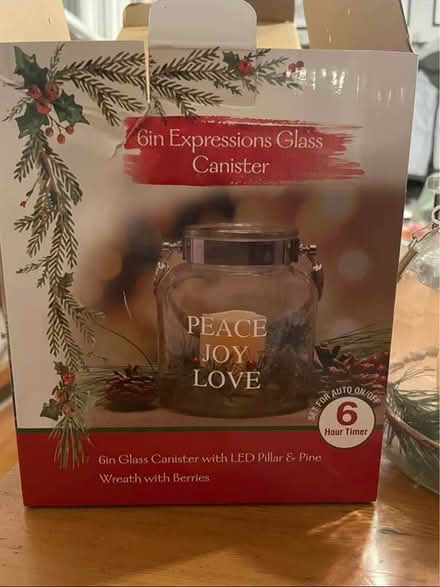 6in Expressions Glass
Canister
PEACE
JOY
LOVE
SET FOR AUTO ON/OFF
6
Hour Timer
6in Glass Canister with LED Pillar & Pine
Wreath with Berries